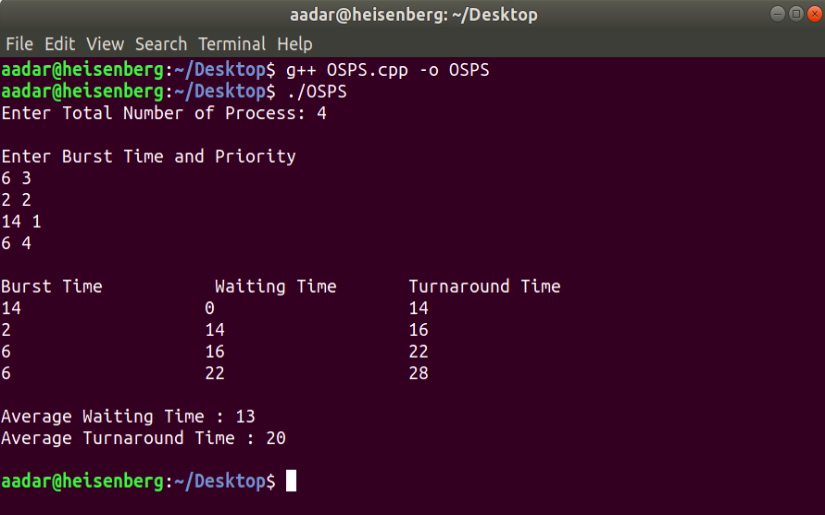 aadar@heisenberg: ~/Desktop
File Edit View Search Terminal Help
aadar@heisenberg:~/Desktop$ g++ OSPS.cpp -o OSPS
aadar@heisenberg:~/Desktop$ ./OSPS
Enter Total Number of Process: 4
Enter Burst Time and Priority
6 3
2 2
14 1
6 4
Burst Time Waiting Time Turnaround Time
14 0 14
2 14 16
6 16 22
6 22 28
Average Waiting Time : 13
Average Turnaround Time : 20
aadar@heisenberg:~/Desktop$